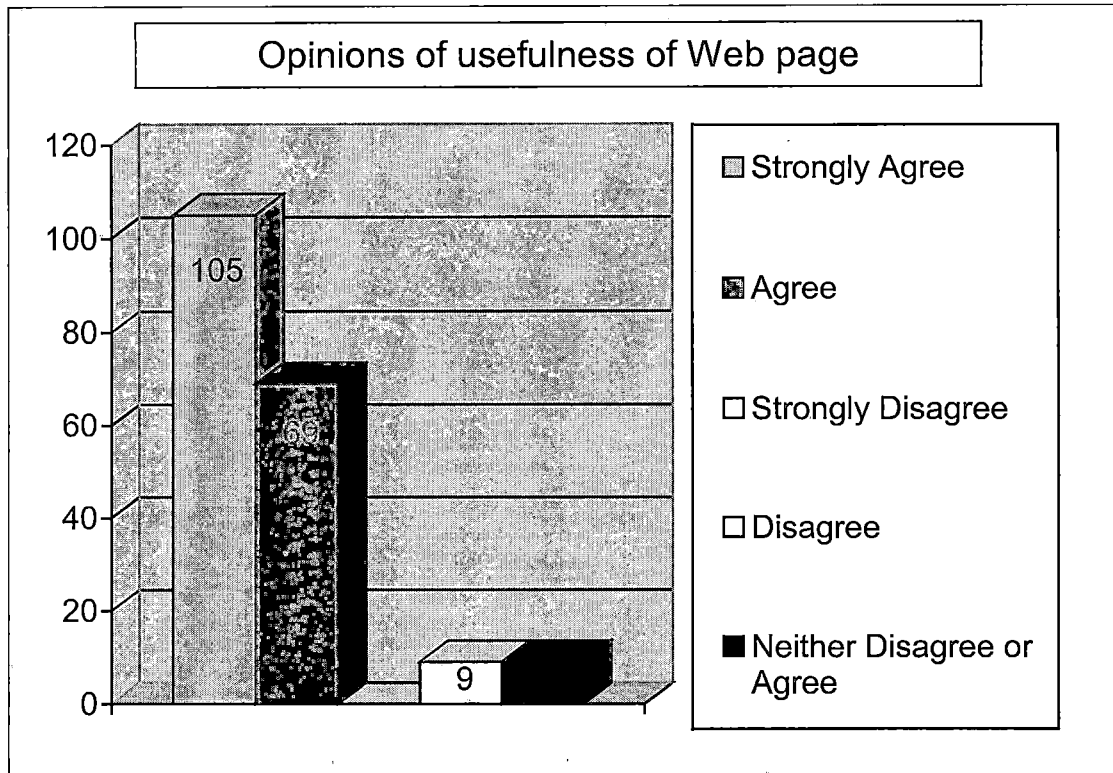 Opinions of usefulness of Web page
120
100
80
60
40
20
0
105
9
Strongly Agree
Agree
Strongly Disagree
Disagree
Neither Disagree or
Agree